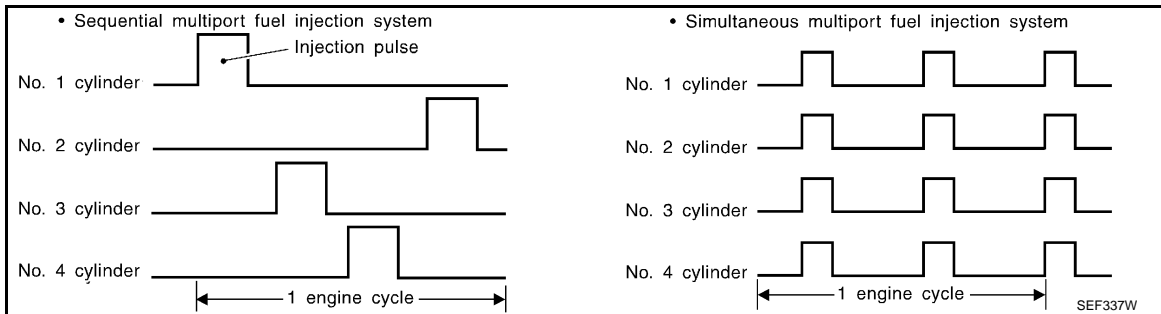 • Sequential multiport fuel injection system
Injection pulse
No. 1 cylinder
No. 2 cylinder
No. 3 cylinder
No. 4 cylinder
1 engine cycle
• Simultaneous multiport fuel injection system
No. 1 cylinder
No. 2 cylinder
No. 3 cylinder
No. 4 cylinder
1 engine cycle
SEF337W